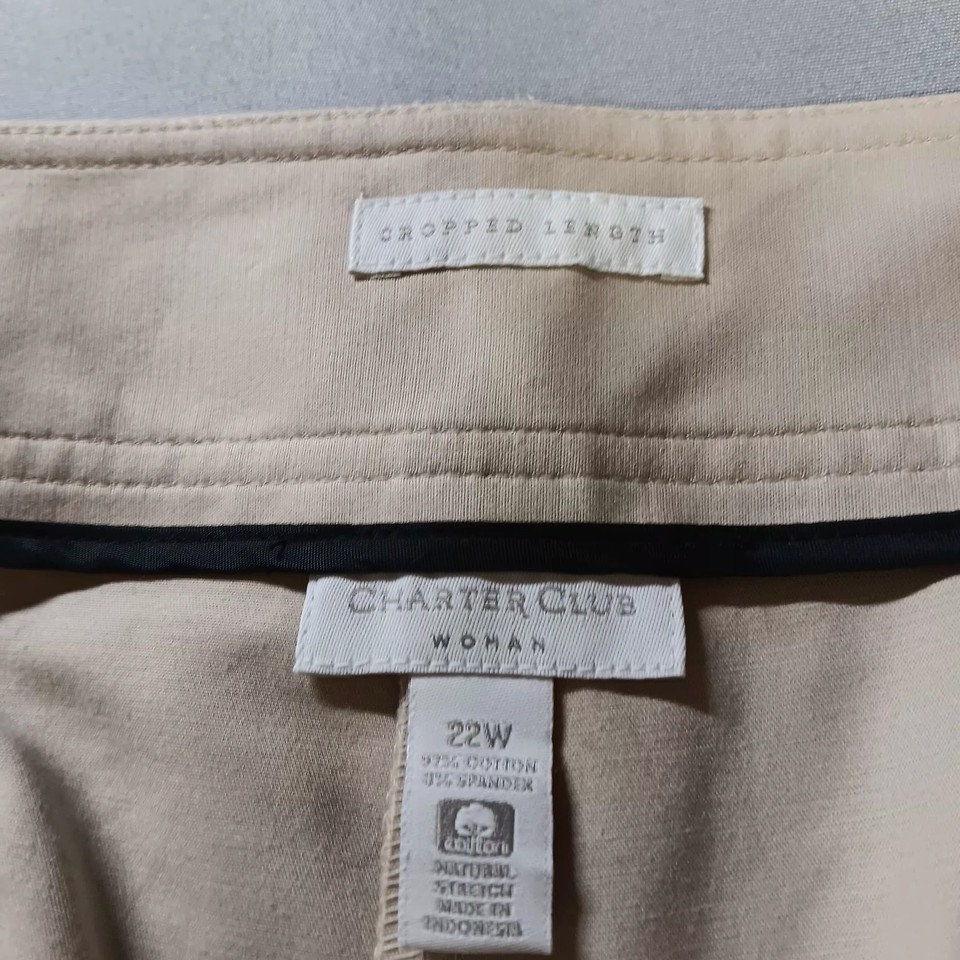 CROPPED LENGTH
CHARTER CLUB
WOMAN
22W
97% COTTON
3% SPANDEX
cotton
NATURAL
STRETCH
MADE IN
INDONESIA